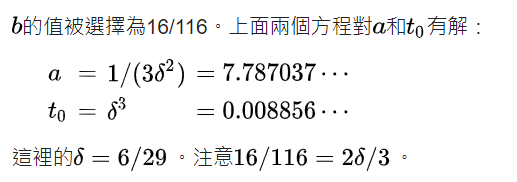 b的值被選擇為16/116。上面兩個方程對a和t₀有解：
a = 1/(3δ²) = 7.787037⋯
t₀ = δ³ = 0.008856⋯
這裡的δ = 6/29 。注意16/116 = 2δ/3 。